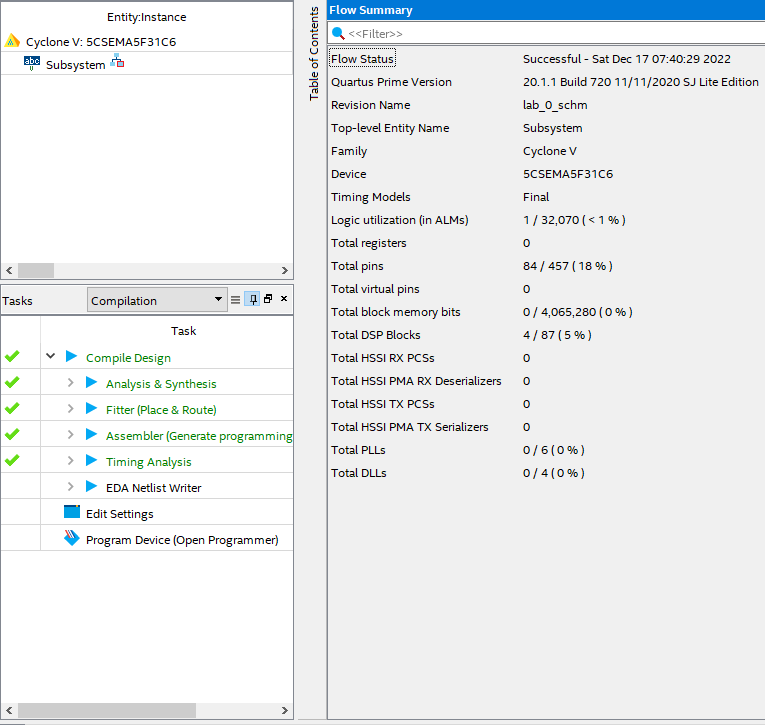 Entity:Instance
Cyclone V: 5CSEMA5F31C6
abc
Subsystem
Tasks
Compilation
Task
Compile Design
Analysis & Synthesis
Fitter (Place & Route)
Assembler (Generate programming
Timing Analysis
EDA Netlist Writer
Edit Settings
Program Device (Open Programmer)
Table of Contents
Flow Summary
<<Filter>>
Flow Status Successful - Sat Dec 17 07:40:29 2022
Quartus Prime Version 20.1.1 Build 720 11/11/2020 SJ Lite Edition
Revision Name lab_0_schm
Top-level Entity Name Subsystem
Family Cyclone V
Device 5CSEMA5F31C6
Timing Models Final
Logic utilization (in ALMs) 1 / 32,070 ( < 1 % )
Total registers 0
Total pins 84 / 457 ( 18 % )
Total virtual pins 0
Total block memory bits 0 / 4,065,280 ( 0 % )
Total DSP Blocks 4 / 87 ( 5 % )
Total HSSI RX PCSs 0
Total HSSI PMA RX Deserializers 0
Total HSSI TX PCSs 0
Total HSSI PMA TX Serializers 0
Total PLLs 0 / 6 ( 0 % )
Total DLLs 0 / 4 ( 0 % )